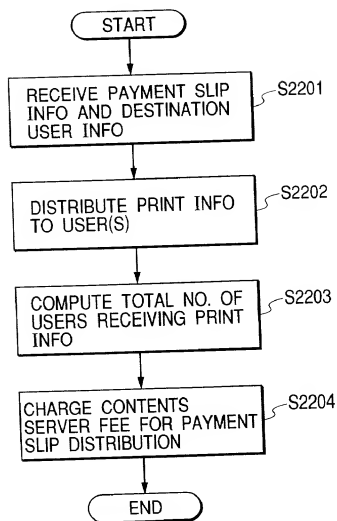 START
RECEIVE PAYMENT SLIP
INFO AND DESTINATION
USER INFO
S2201
DISTRIBUTE PRINT INFO
TO USER(S)
S2202
COMPUTE TOTAL NO. OF
USERS RECEIVING PRINT
INFO
S2203
CHARGE CONTENTS
SERVER FEE FOR PAYMENT
SLIP DISTRIBUTION
S2204
END